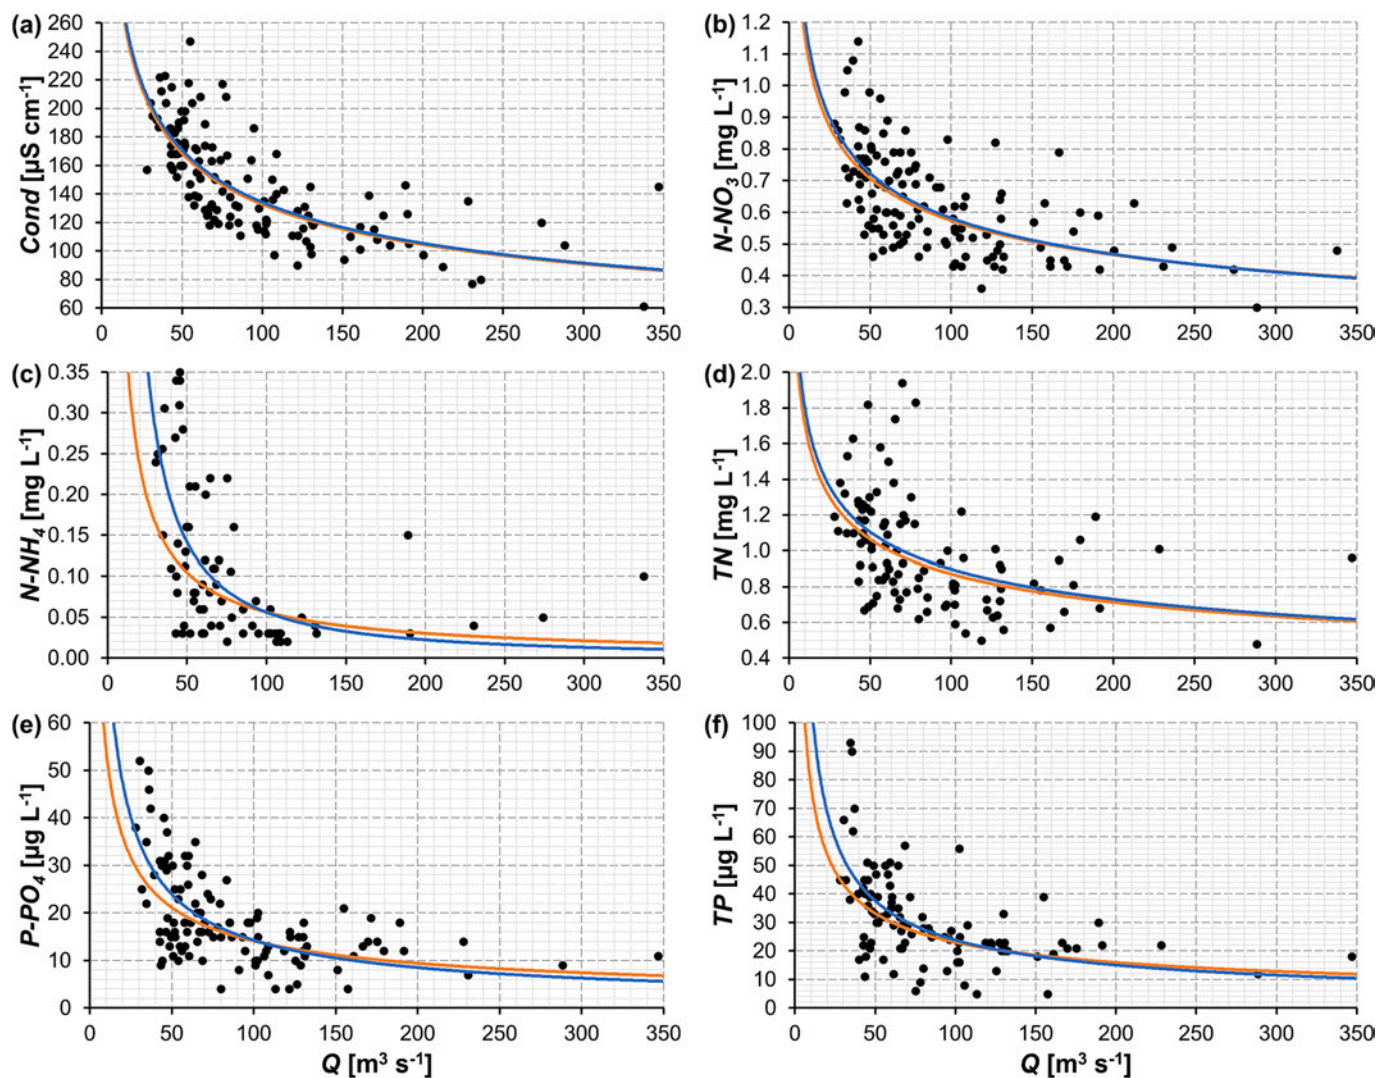 (a) 260
240
220
200
180
160
140
120
100
80
60
Cond [µS cm⁻¹]
0 50 100 150 200 250 300 350
(b) 1.2
1.1
1.0
0.9
0.8
0.7
0.6
0.5
0.4
0.3
N-NO₃ [mg L⁻¹]
0 50 100 150 200 250 300 350
(c) 0.35
0.30
0.25
0.20
0.15
0.10
0.05
0.00
N-NH₄ [mg L⁻¹]
0 50 100 150 200 250 300 350
(d) 2.0
1.8
1.6
1.4
1.2
1.0
0.8
0.6
0.4
TN [mg L⁻¹]
0 50 100 150 200 250 300 350
(e) 60
50
40
30
20
10
0
P-PO₄ [µg L⁻¹]
0 50 100 150 200 250 300 350
Q [m³ s⁻¹]
(f) 100
90
80
70
60
50
40
30
20
10
0
TP [µg L⁻¹]
0 50 100 150 200 250 300 350
Q [m³ s⁻¹]